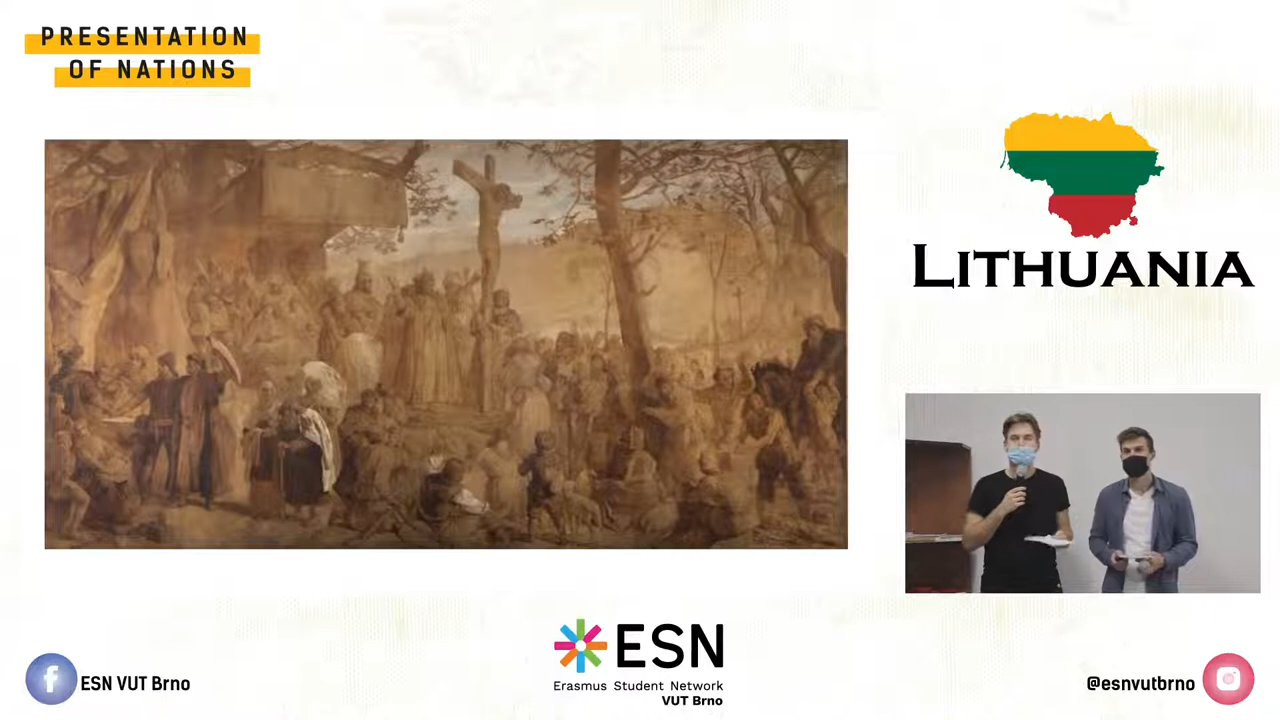 PRESENTATION
OF NATIONS
LITHUANIA
ESN
Erasmus Student Network
VUT Brno
ESN VUT Brno
@esnvutbrno